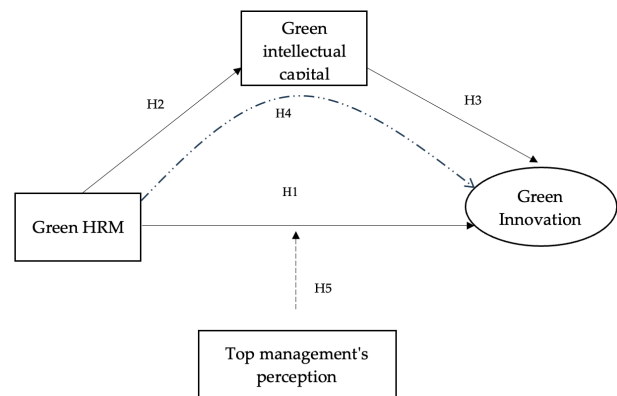 Green
intellectual
capital
H2
H3
H4
H1
Green HRM
Green
Innovation
H5
Top management's
perception